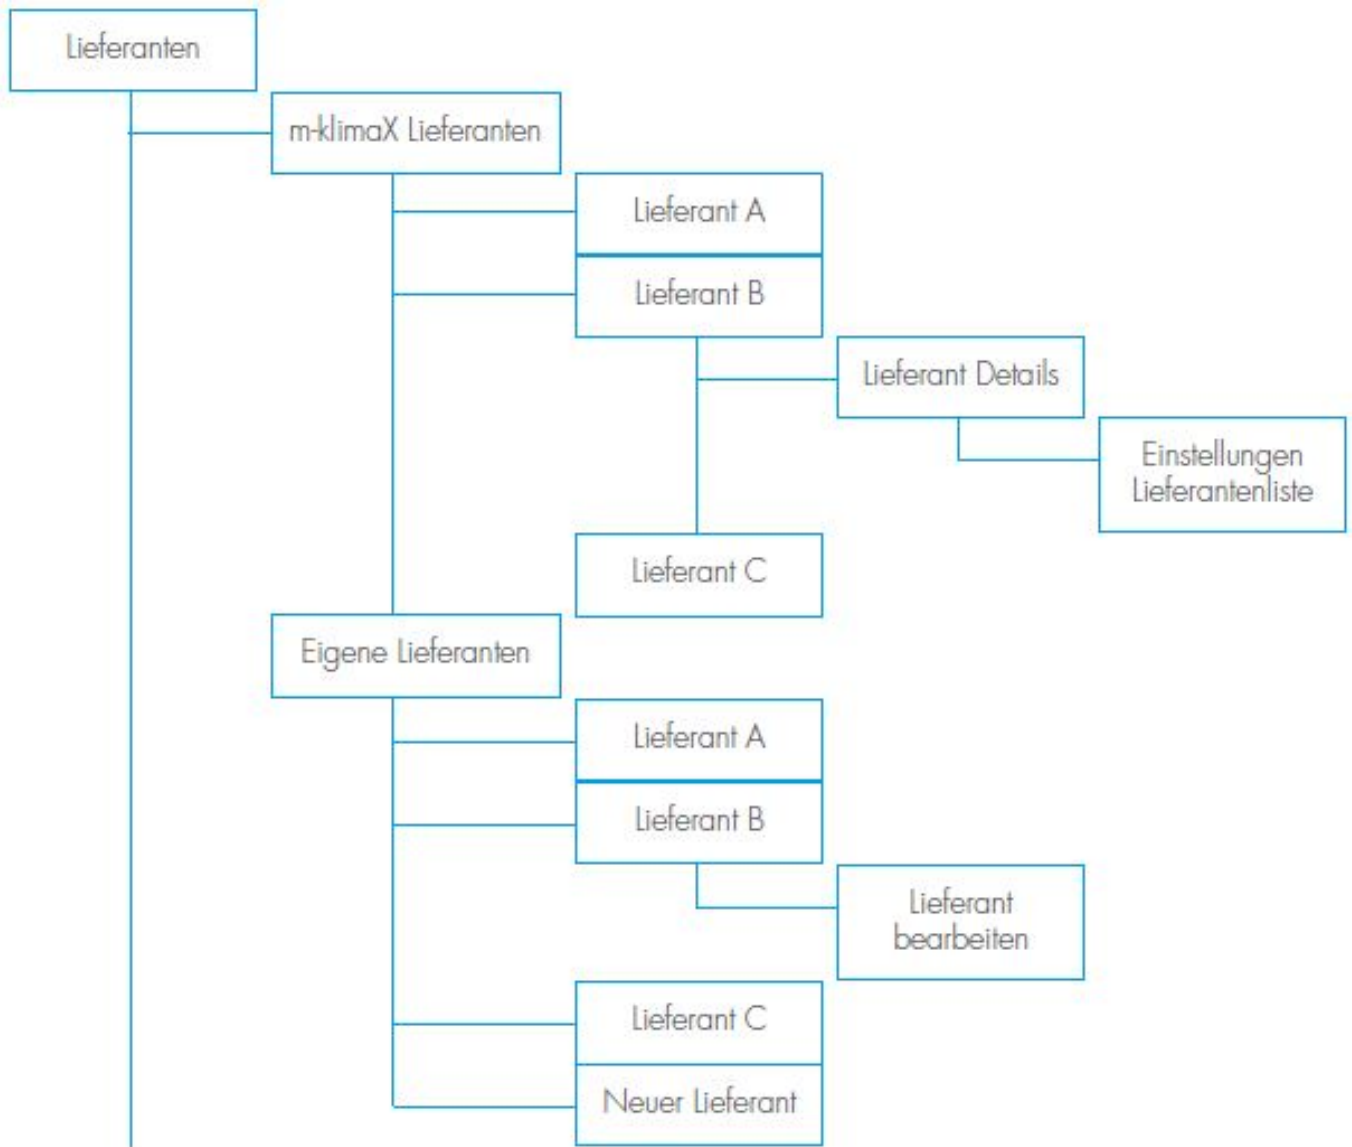 Lieferanten
m-klimaX Lieferanten
Lieferant A
Lieferant B
Lieferant Details
Einstellungen
Lieferantenliste
Lieferant C
Eigene Lieferanten
Lieferant A
Lieferant B
Lieferant
bearbeiten
Lieferant C
Neuer Lieferant